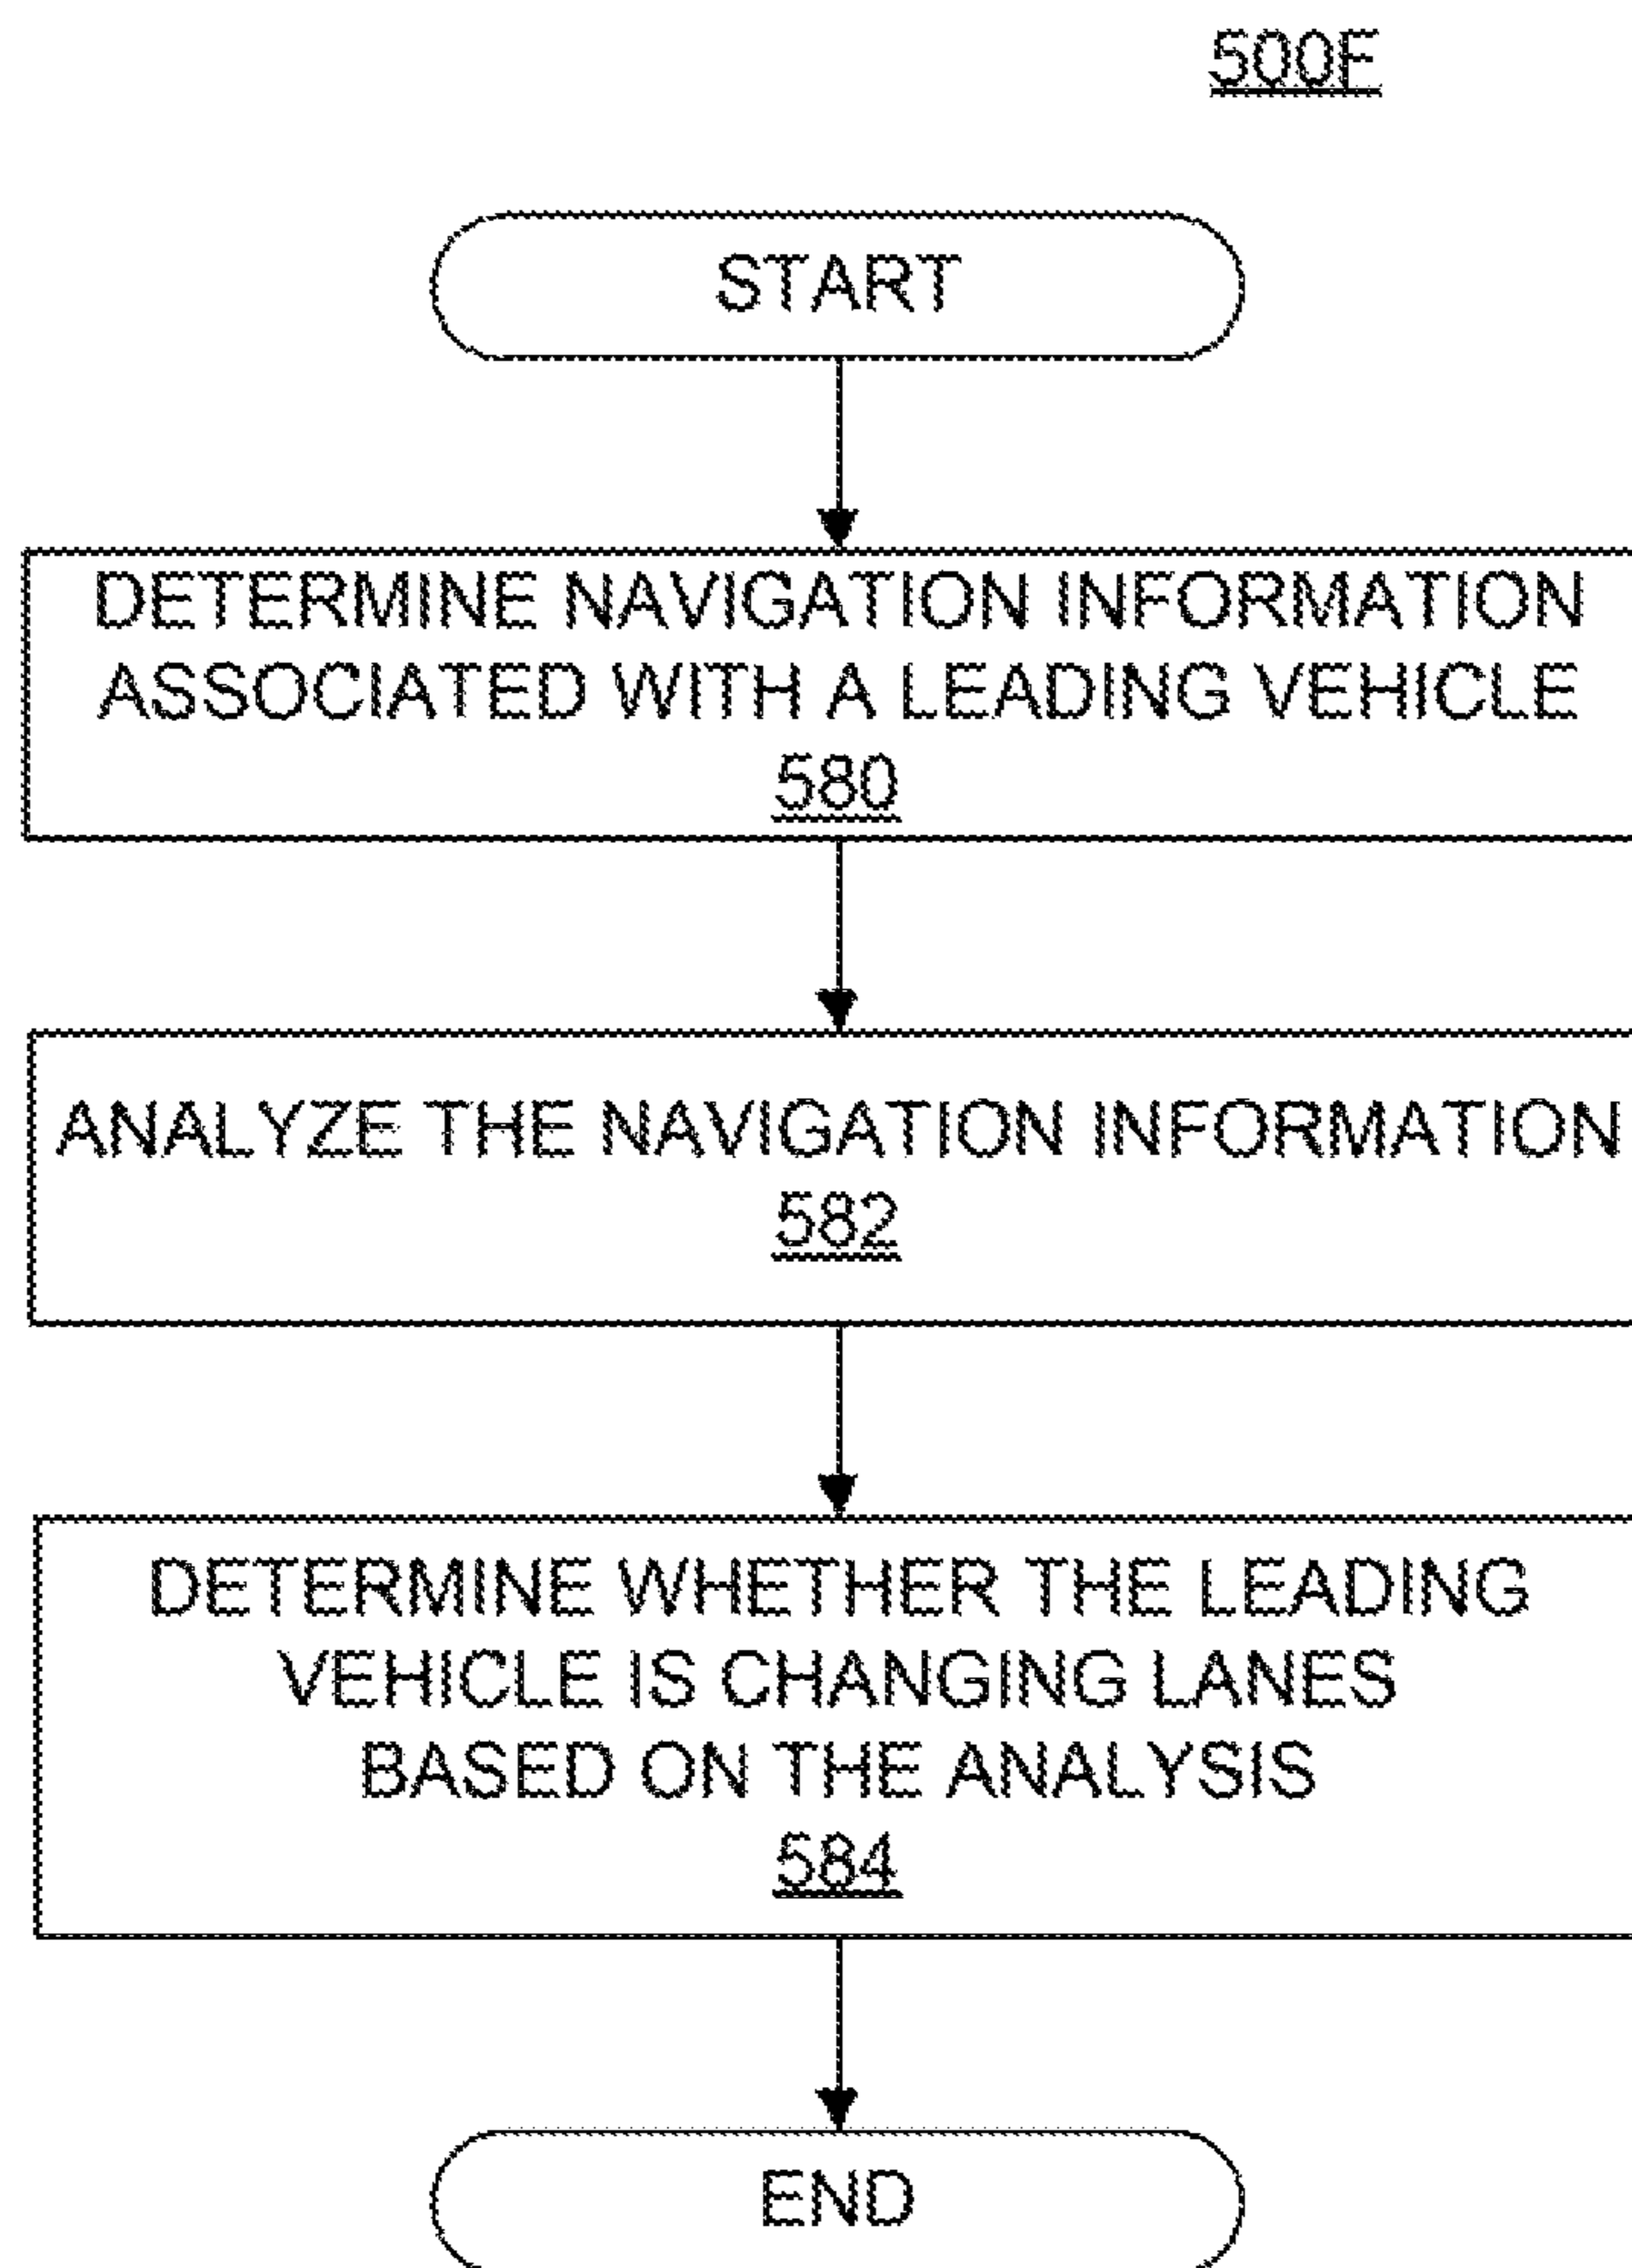 500F
START
DETERMINE NAVIGATION INFORMATION
ASSOCIATED WITH A LEADING VEHICLE
580
ANALYZE THE NAVIGATION INFORMATION
582
DETERMINE WHETHER THE LEADING
VEHICLE IS CHANGING LANES
BASED ON THE ANALYSIS
584
END